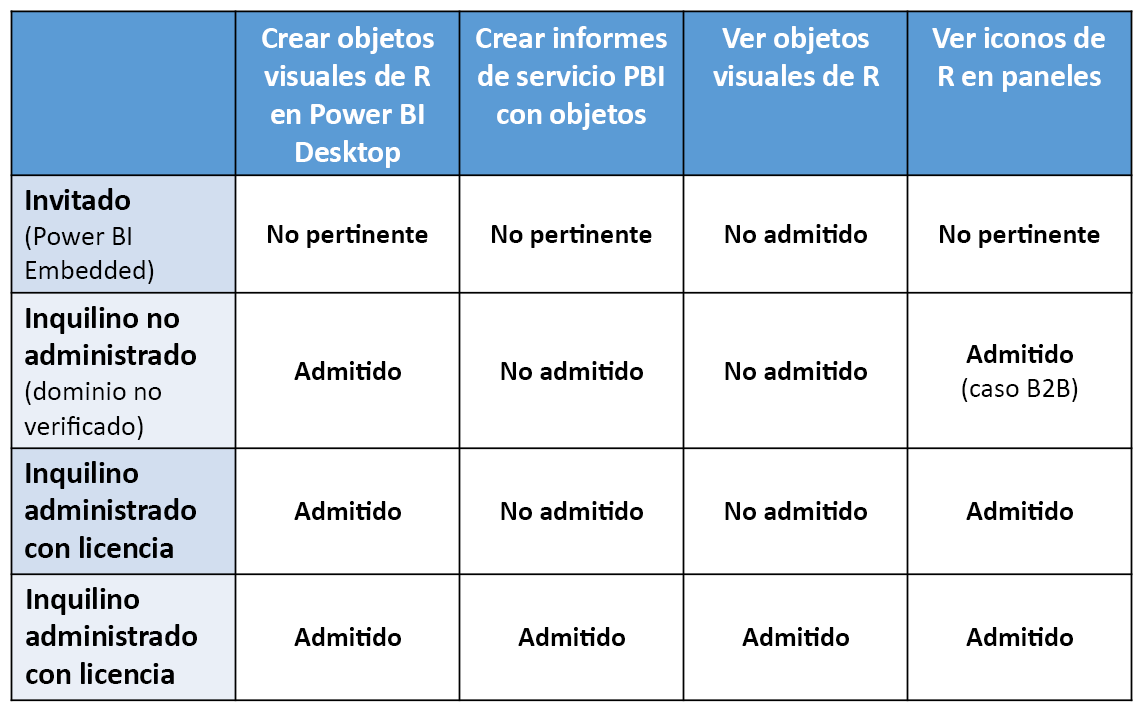 Crear objetos
visuales de R
en Power BI
Desktop
Crear informes
de servicio PBI
con objetos
Ver objetos
visuales de R
Ver iconos de
R en paneles
Invitado
(Power BI
Embedded)
No pertinente
No pertinente
No admitido
No pertinente
Inquilino no
administrado
(dominio no
verificado)
Admitido
No admitido
No admitido
Admitido
(caso B2B)
Inquilino
administrado
con licencia
Admitido
No admitido
No admitido
Admitido
Inquilino
administrado
con licencia
Admitido
Admitido
Admitido
Admitido